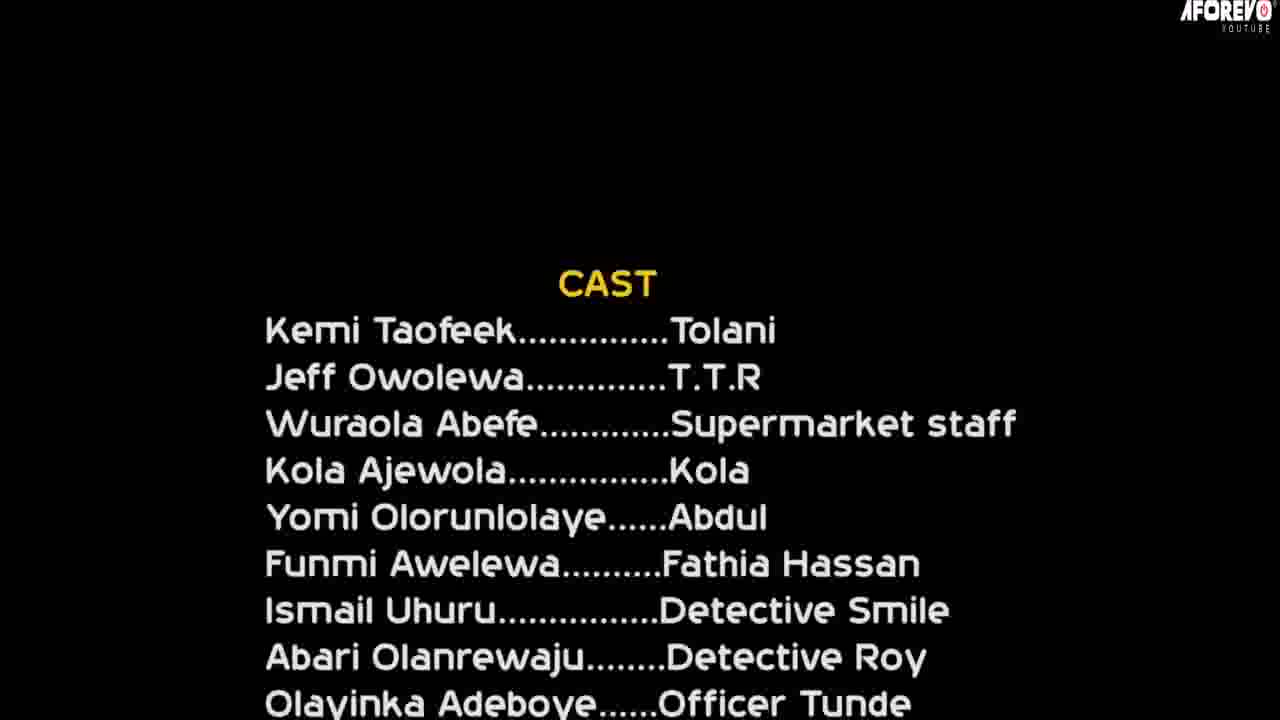 AFOREVO
YOUTUBE
CAST
Kemi Taofeek...............Tolani
Jeff Owolewa..............T.T.R
Wuraola Abefe.............Supermarket staff
Kola Ajewola................Kola
Yomi Olorunlolaye......Abdul
Funmi Awelewa..........Fathia Hassan
Ismail Uhuru................Detective Smile
Abari Olanrewaju........Detective Roy
Olayinka Adeboye......Officer Tunde